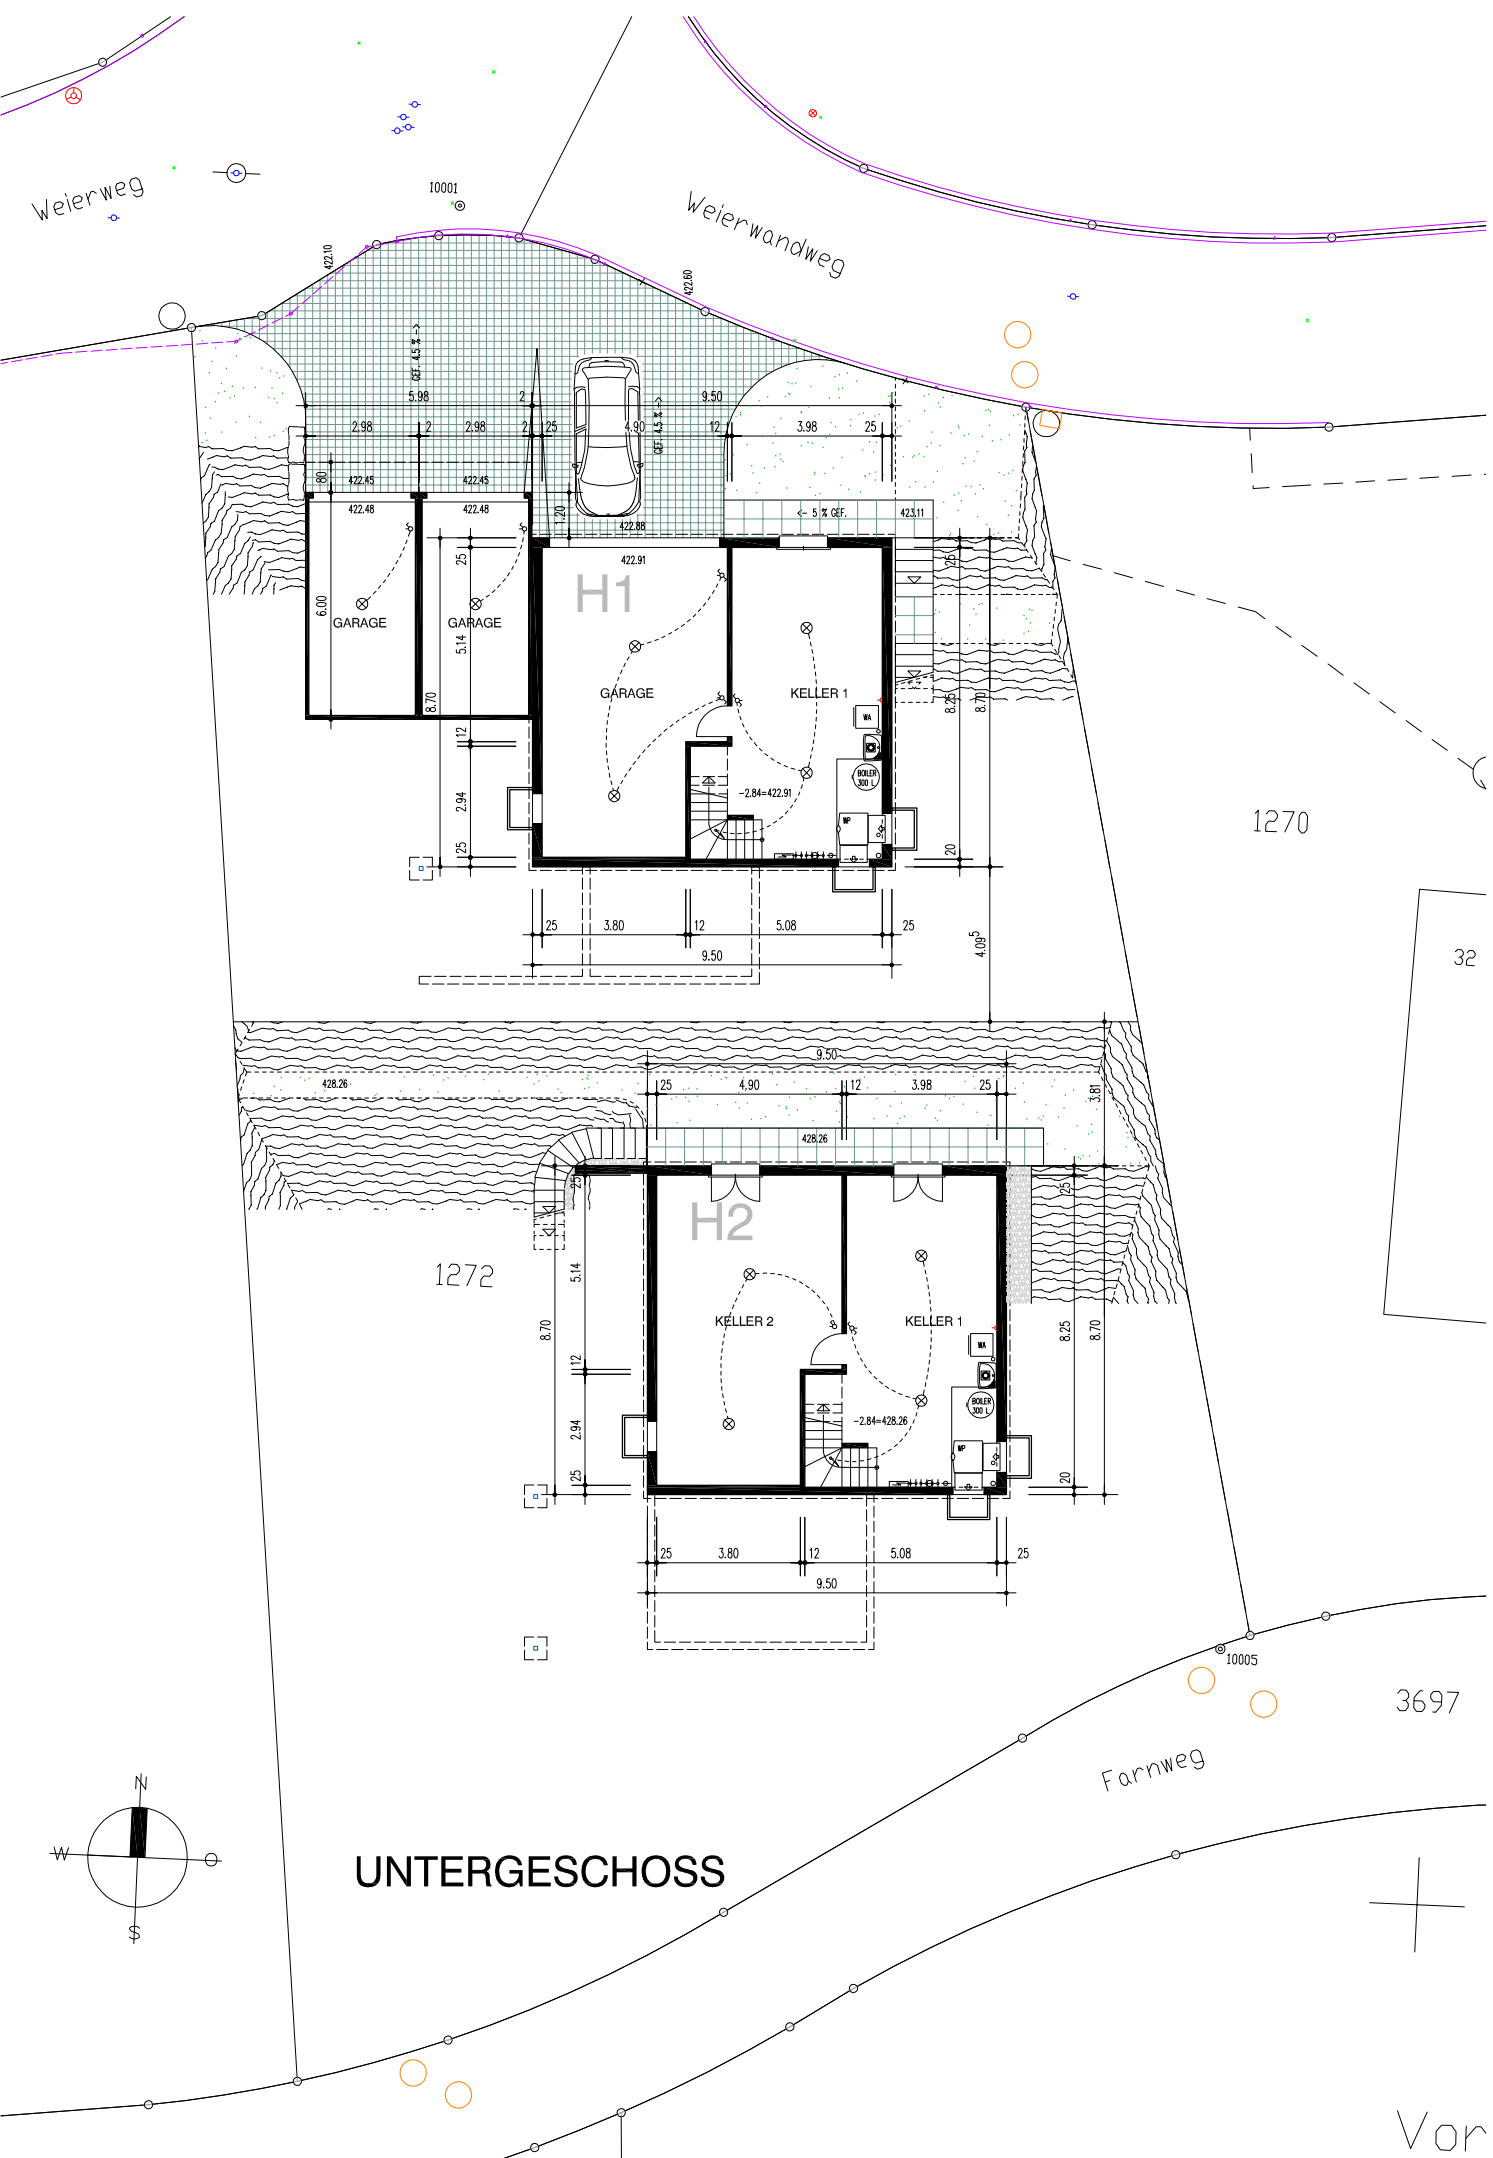 Weierweg
10001
Weierwandweg
422.10
422.60
GEF. 4.5 % ->
5.98
2
9.50
2.98
2
2.98
2
25
4.90
12
3.98
25
GEF. 4.5 % ->
80
422.45
422.45
422.48
422.48
1.20
422.88
<- 5 % GEF.
423.11
422.91
H1
25
25
6.00
GARAGE
GARAGE
5.14
8.70
GARAGE
KELLER 1
8.25
8.70
WA
12
BOILER
300 L
2.94
-2.84=422.91
WP
25
20
1270
25
3.80
12
5.08
25
9.50
4.09⁵
32
9.50
428.26
25
4.90
12
3.98
25
3.81
428.26
25
25
H2
1272
5.14
8.70
KELLER 2
KELLER 1
8.25
8.70
WA
12
BOILER
300 L
2.94
-2.84=428.26
WP
25
20
25
3.80
12
5.08
25
9.50
10005
3697
Farnweg
N
W
O
S
UNTERGESCHOSS
Vor